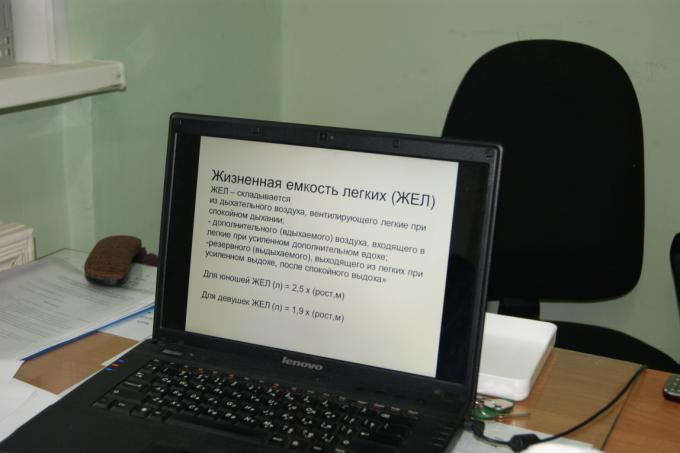 Жизненная емкость легких (ЖЕЛ)
ЖЕЛ – складывается
из дыхательного воздуха, вентилирующего легкие при
спокойном дыхании;
- дополнительного (вдыхаемого) воздуха, входящего в
легкие при усиленном дополнительном вдохе;
-резервного (выдыхаемого), выходящего из легких при
усиленном выдохе, после спокойного выдоха»
Для юношей ЖЕЛ (л) = 2,5 x (рост,м)
Для девушек ЖЕЛ (л) = 1,9 x (рост,м)
lenovo